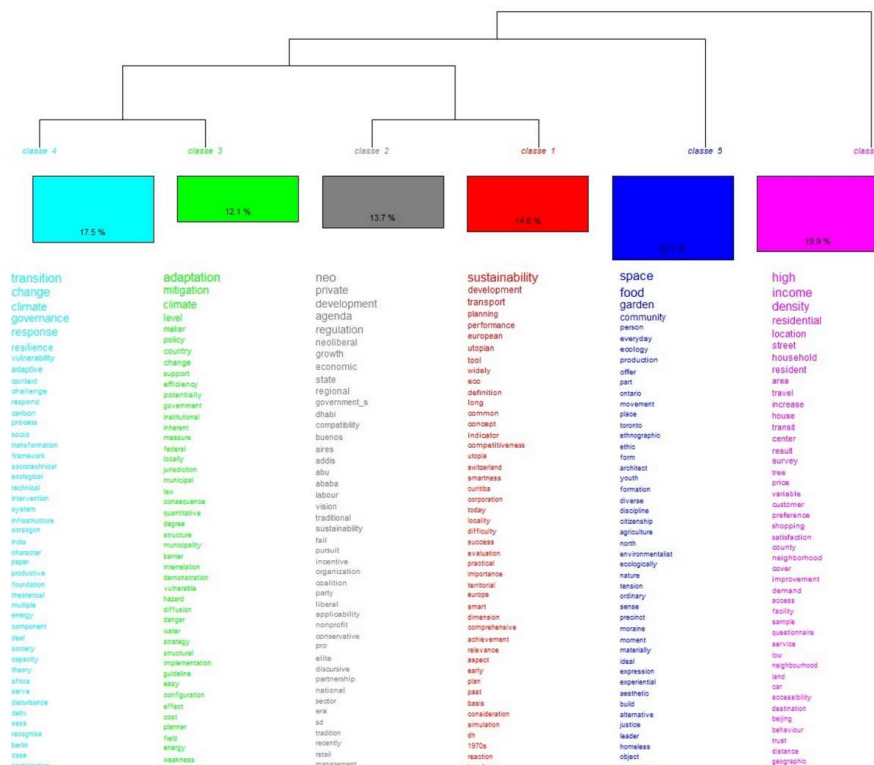 classe 4
classe 3
classe 2
classe 1
classe 5
class
17.5 %
12.1 %
13.7 %
14.8 %
19.9 %
transition
change
climate
governance
response
resilience
vulnerability
adaptive
context
challenge
respond
carbon
process
socio
transformation
framework
sociotechnical
ecological
technical
intervention
system
infrastructure
india
character
paper
productive
foundation
theoretical
multiple
energy
component
deal
society
capacity
theory
africa
serve
disturbance
delhi
sess
recognise
berlin
case
adaptation
mitigation
climate
level
maker
policy
country
change
support
efficiency
potentially
government
institutional
inherent
measure
federal
locally
jurisdiction
municipal
law
consequence
quantitative
degree
structure
municipality
barrier
interrelation
demonstration
vulnerable
hazard
diffusion
danger
water
strategy
structural
implementation
guideline
easy
configuration
effect
cost
planner
field
energy
weakness
neo
private
development
agenda
regulation
neoliberal
growth
economic
state
regional
government_s
dhabi
compatibility
buenos
aires
addis
abu
ababa
labour
vision
traditional
sustainability
fail
pursuit
incentive
organization
coalition
party
liberal
applicability
nonprofit
conservative
pro
elite
discursive
partnership
national
sector
era
sd
tradition
recently
retail
management
sustainability
development
transport
planning
performance
european
utopian
tool
widely
eco
definition
long
common
concept
indicator
competitiveness
utopia
switzerland
smartness
curitiba
corporation
today
locality
difficulty
success
evaluation
practical
importance
territorial
europe
smart
dimension
comprehensive
achievement
relevance
aspect
early
plan
past
basis
consideration
simulation
dh
1970s
reaction
space
food
garden
community
person
everyday
ecology
production
offer
part
ontario
movement
place
toronto
ethnographic
ethic
form
architect
youth
formation
diverse
discipline
citizenship
agriculture
north
environmentalist
ecologically
nature
tension
ordinary
sense
precinct
moraine
moment
materially
ideal
expression
experiential
aesthetic
build
alternative
justice
leader
homeless
object
high
income
density
residential
location
street
household
resident
area
travel
increase
house
transit
center
result
survey
tree
price
variable
customer
preference
shopping
satisfaction
county
neighborhood
cover
improvement
demand
access
facility
sample
questionnaire
service
low
neighbourhood
land
car
accessibility
destination
beijing
behaviour
trust
distance
geographic